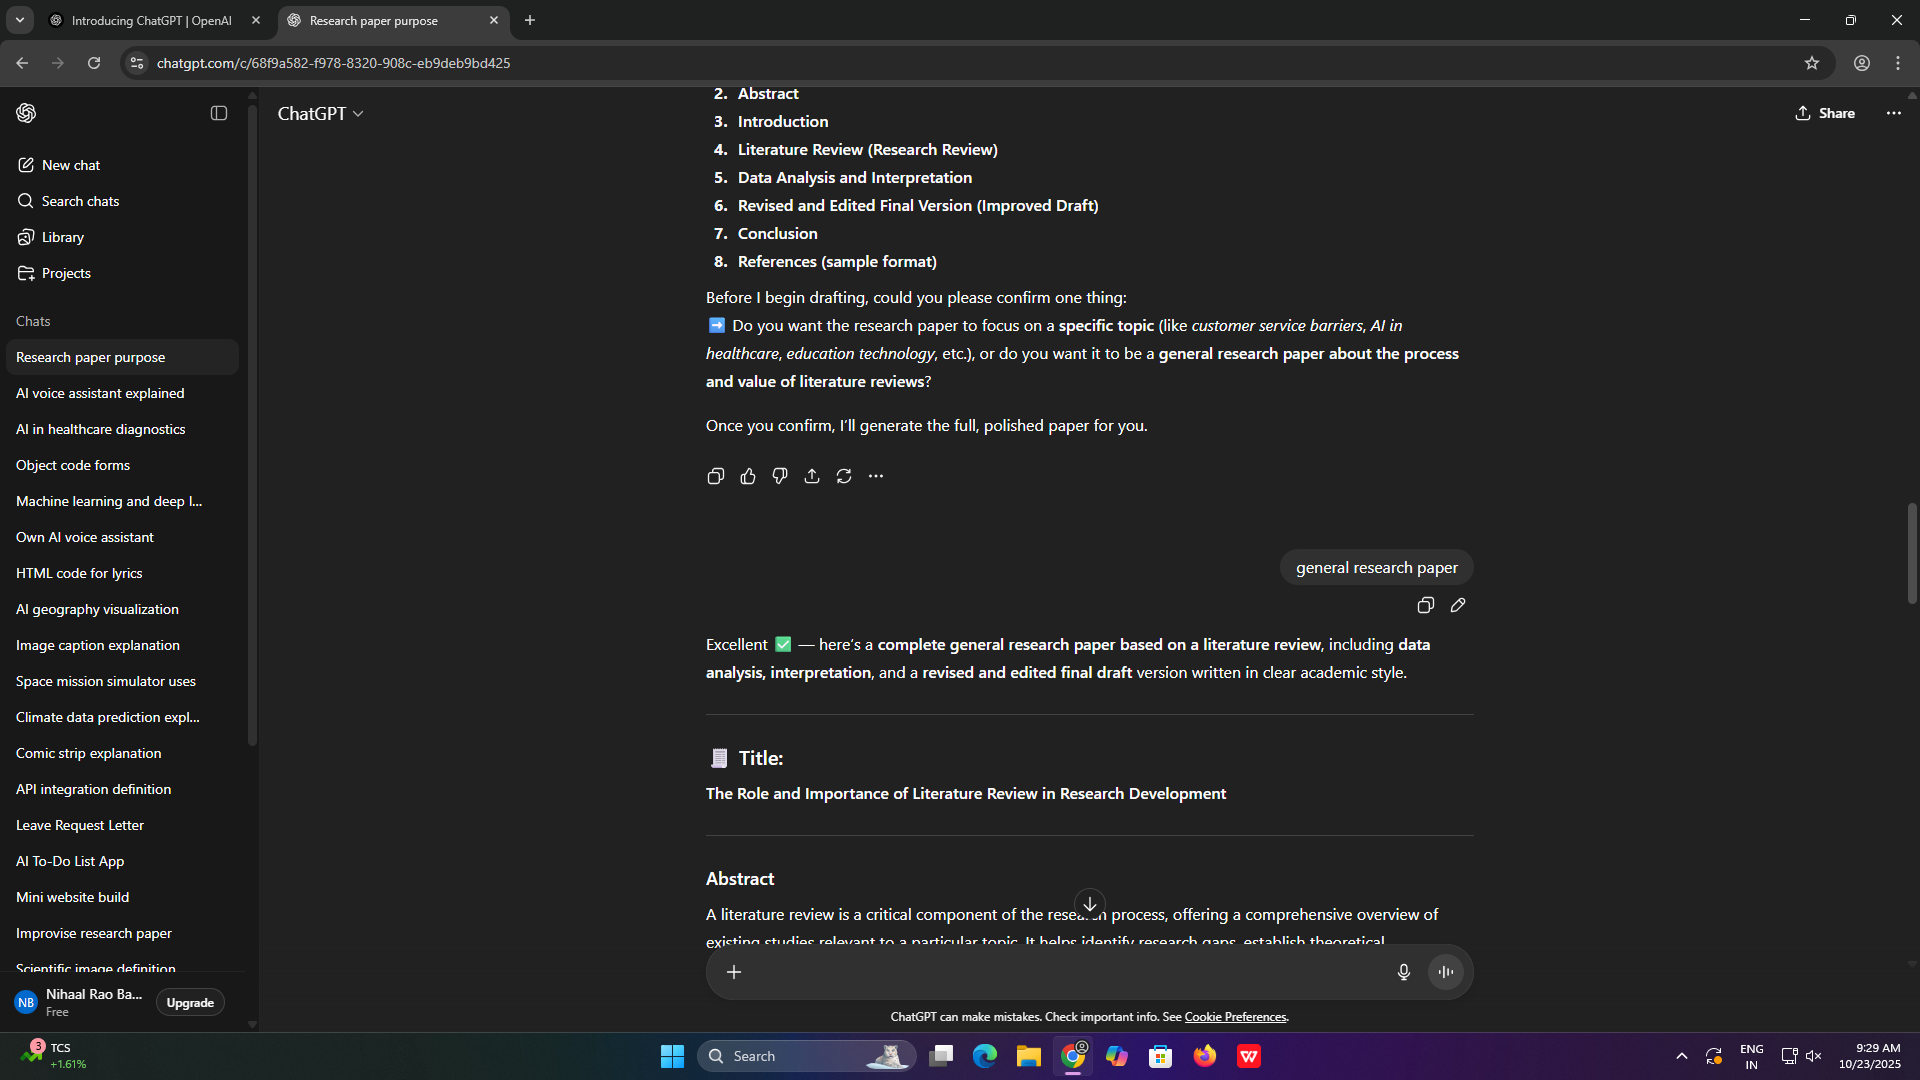 Introducing ChatGPT | OpenAI
Research paper purpose
chatgpt.com/c/68f9a582-f978-8320-908c-eb9deb9bd425
New chat
Search chats
Library
Projects
Chats
Research paper purpose
AI voice assistant explained
AI in healthcare diagnostics
Object code forms
Machine learning and deep l...
Own AI voice assistant
HTML code for lyrics
AI geography visualization
Image caption explanation
Space mission simulator uses
Climate data prediction expl...
Comic strip explanation
API integration definition
Leave Request Letter
AI To-Do List App
Mini website build
Improvise research paper
Scientific image definition
NB
Nihaal Rao Ba...
Free
Upgrade
ChatGPT
Share
2. Abstract
3. Introduction
4. Literature Review (Research Review)
5. Data Analysis and Interpretation
6. Revised and Edited Final Version (Improved Draft)
7. Conclusion
8. References (sample format)
Before I begin drafting, could you please confirm one thing:
➡️ Do you want the research paper to focus on a specific topic (like customer service barriers, AI in
healthcare, education technology, etc.), or do you want it to be a general research paper about the process
and value of literature reviews?
Once you confirm, I'll generate the full, polished paper for you.
general research paper
Excellent ✅ — here's a complete general research paper based on a literature review, including data
analysis, interpretation, and a revised and edited final draft version written in clear academic style.
Title:
The Role and Importance of Literature Review in Research Development
Abstract
A literature review is a critical component of the research process, offering a comprehensive overview of
existing studies relevant to a particular topic. It helps identify research gaps, establish theoretical
ChatGPT can make mistakes. Check important info. See Cookie Preferences.
3
TCS
+1.61%
Search
W
ENG
IN
9:29 AM
10/23/2025